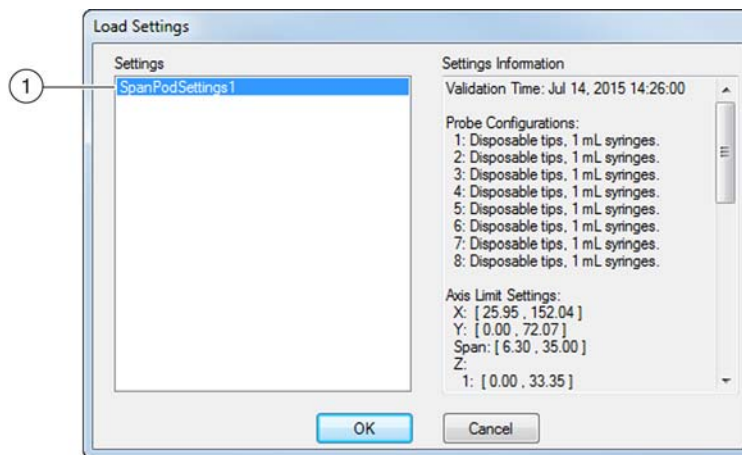 Load Settings
Settings
SpanPodSettings1
1
Settings Information
Validation Time: Jul 14, 2015 14:26:00
Probe Configurations:
1: Disposable tips, 1 mL syringes.
2: Disposable tips, 1 mL syringes.
3: Disposable tips, 1 mL syringes.
4: Disposable tips, 1 mL syringes.
5: Disposable tips, 1 mL syringes.
6: Disposable tips, 1 mL syringes.
7: Disposable tips, 1 mL syringes.
8: Disposable tips, 1 mL syringes.
Axis Limit Settings:
X: [ 25.95 , 152.04 ]
Y: [ 0.00 , 72.07 ]
Span: [ 6.30 , 35.00 ]
Z:
1: [ 0.00 , 33.35 ]
OK
Cancel